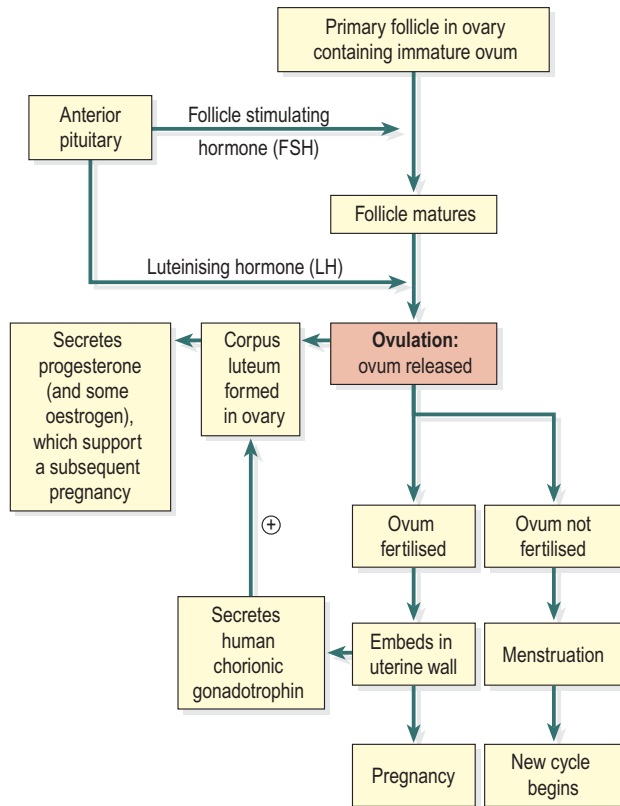 Primary follicle in ovary
containing immature ovum
Anterior
pituitary
Follicle stimulating
hormone (FSH)
Follicle matures
Luteinising hormone (LH)
Secretes
progesterone
(and some
oestrogen),
which support
a subsequent
pregnancy
Corpus
luteum
formed
in ovary
Ovulation:
ovum released
+
Ovum
fertilised
Ovum not
fertilised
Secretes
human
chorionic
gonadotrophin
Embeds in
uterine wall
Menstruation
Pregnancy
New cycle
begins